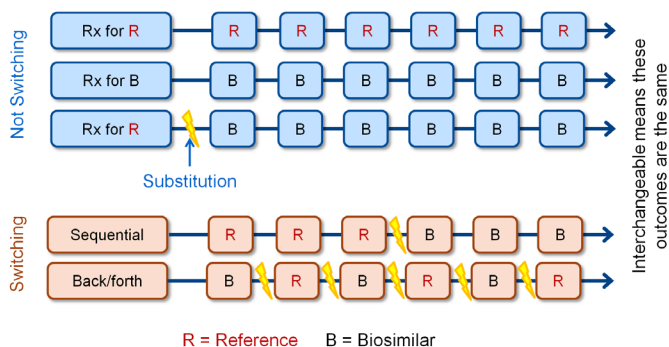 Not Switching
Rx for R R R R R R R
Rx for B B B B B B B
Rx for R B B B B B B
Substitution
Switching
Sequential R R R B B B
Back/forth B R B R B R
R = Reference B = Biosimilar
Interchangeable means these
outcomes are the same